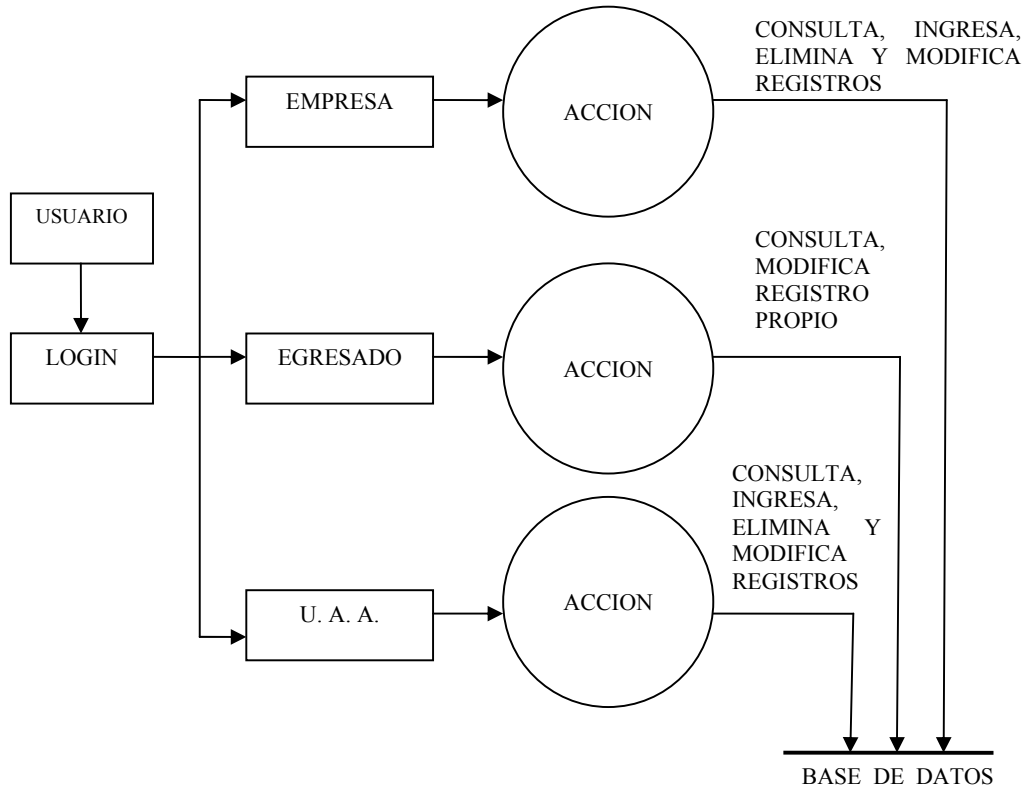 CONSULTA, INGRESA,
ELIMINA Y MODIFICA
REGISTROS
EMPRESA
ACCION
USUARIO
CONSULTA,
MODIFICA
REGISTRO
PROPIO
LOGIN
EGRESADO
ACCION
CONSULTA,
INGRESA,
ELIMINA Y
MODIFICA
REGISTROS
U. A. A.
ACCION
BASE DE DATOS